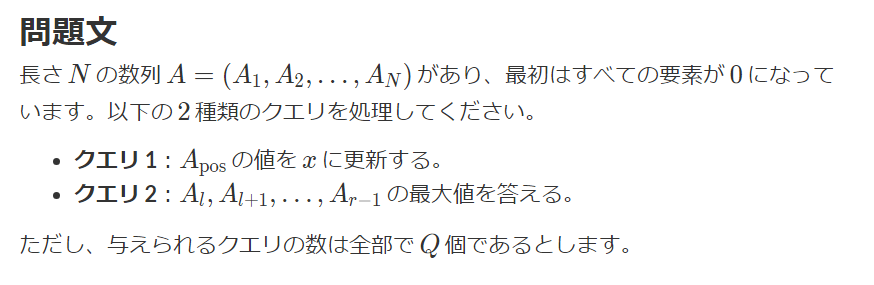 問題文
長さ N の数列 A = (A₁, A₂, . . . , A_N) があり、最初はすべての要素が 0 になって
います。以下の 2 種類のクエリを処理してください。
• クエリ 1 : A_pos の値を x に更新する。
• クエリ 2 : A_l, A_{l+1}, . . . , A_{r−1} の最大値を答える。
ただし、与えられるクエリの数は全部で Q 個であるとします。